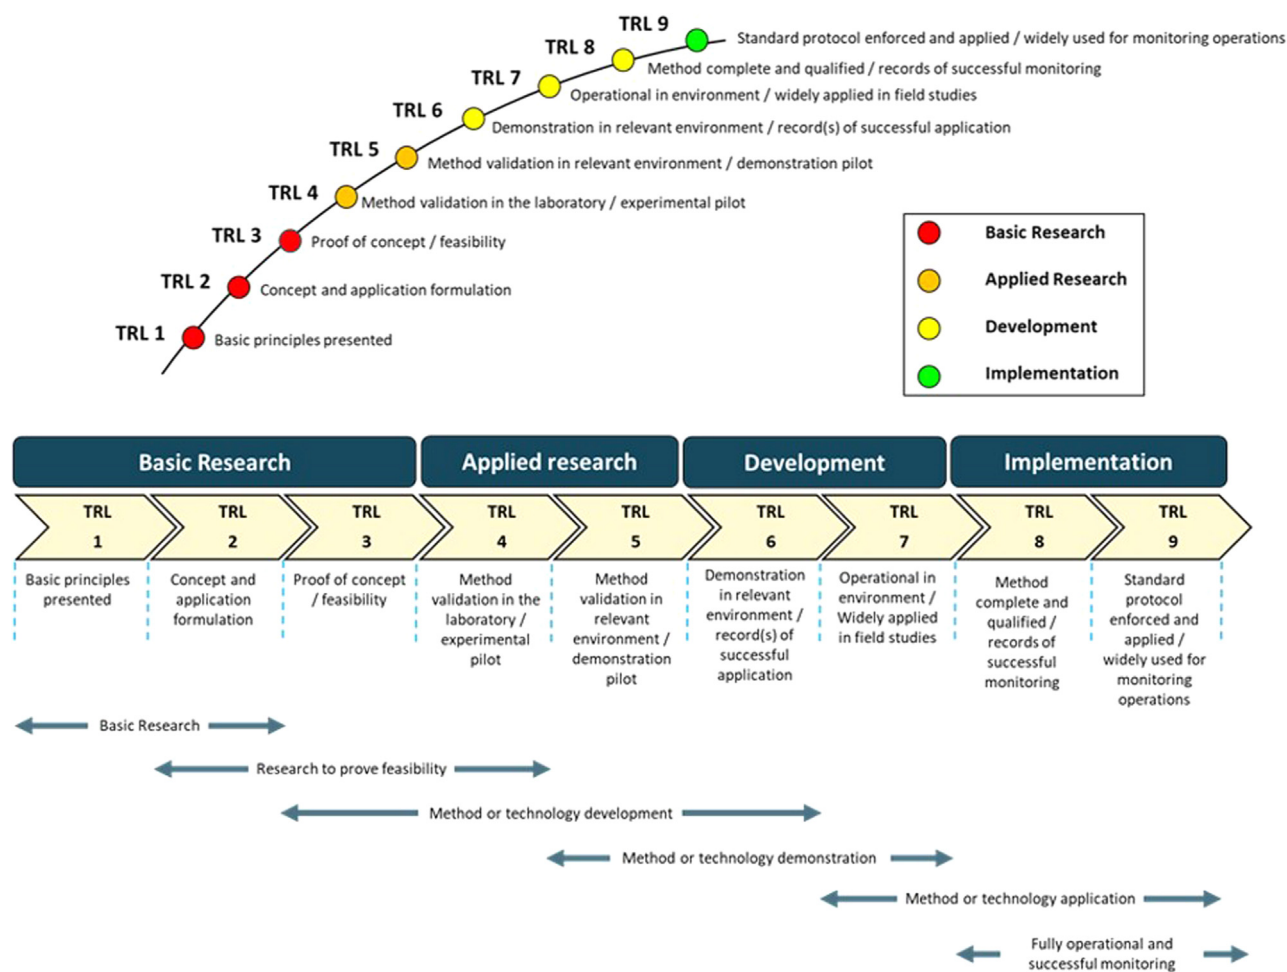 TRL 9
Standard protocol enforced and applied / widely used for monitoring operations
TRL 8
Method complete and qualified / records of successful monitoring
TRL 7
Operational in environment / widely applied in field studies
TRL 6
Demonstration in relevant environment / record(s) of successful application
TRL 5
Method validation in relevant environment / demonstration pilot
TRL 4
Method validation in the laboratory / experimental pilot
TRL 3
Proof of concept / feasibility
TRL 2
Concept and application formulation
TRL 1
Basic principles presented
Basic Research
Applied Research
Development
Implementation
Basic Research
Applied research
Development
Implementation
TRL
1
TRL
2
TRL
3
TRL
4
TRL
5
TRL
6
TRL
7
TRL
8
TRL
9
Basic principles
presented
Concept and
application
formulation
Proof of concept
/ feasibility
Method
validation in the
laboratory /
experimental
pilot
Method
validation in
relevant
environment /
demonstration
pilot
Demonstration
in relevant
environment /
record(s) of
successful
application
Operational in
environment /
Widely applied
in field studies
Method
complete and
qualified /
records of
successful
monitoring
Standard
protocol
enforced and
applied /
widely used for
monitoring
operations
Basic Research
Research to prove feasibility
Method or technology development
Method or technology demonstration
Method or technology application
Fully operational and
successful monitoring